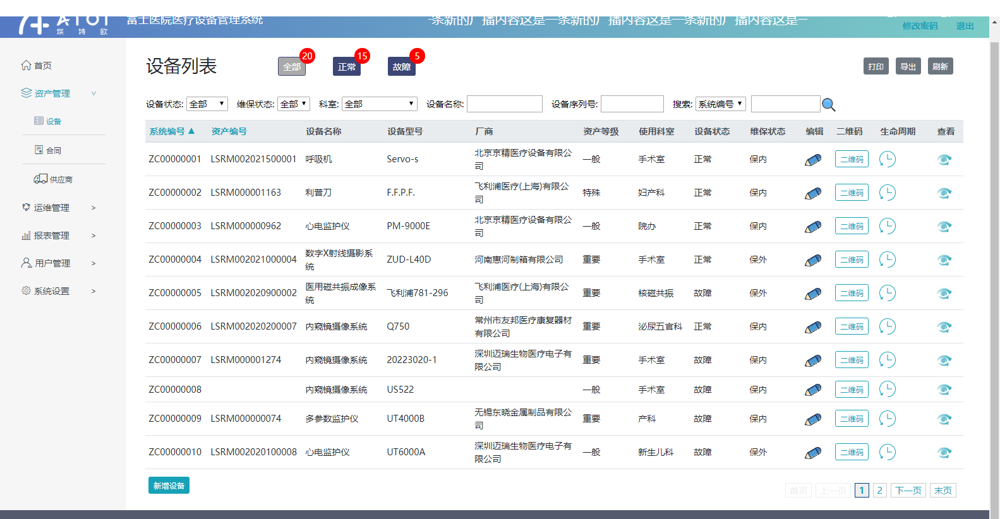 ATOI
埃特欧
富士医院医疗设备管理系统
一条新的广播内容这是一条新的广播内容这是一条新的广播内容这是一
修改密码 退出
首页
资产管理
设备
合同
供应商
运维管理 >
报表管理 >
用户管理 >
系统设置 >
设备列表
全部 20 正常 15 故障 5
打印 导出 刷新
设备状态: 全部 维保状态: 全部 科室: 全部 设备名称: 设备序列号: 搜索: 系统编号
系统编号▲ 资产编号 设备名称 设备型号 厂商 资产等级 使用科室 设备状态 维保状态 编辑 二维码 生命周期 查看
ZC00000001 LSRM002021500001 呼吸机 Servo-s 北京京精医疗设备有限公司 一般 手术室 正常 保内 二维码
ZC00000002 LSRM000001163 利普刀 F.F.P.F. 飞利浦医疗(上海)有限公司 特殊 妇产科 正常 保内 二维码
ZC00000003 LSRM000000962 心电监护仪 PM-9000E 北京京精医疗设备有限公司 一般 院办 正常 保内 二维码
ZC00000004 LSRM002021000004 数字X射线摄影系统 ZUD-L40D 河南惠河制箱有限公司 重要 手术室 正常 保外 二维码
ZC00000005 LSRM002020900002 医用磁共振成像系统 飞利浦781-296 飞利浦医疗(上海)有限公司 重要 核磁共振 故障 保外 二维码
ZC00000006 LSRM002020200007 内窥镜摄像系统 Q750 常州市友邦医疗康复器材有限公司 重要 泌尿五官科 正常 保内 二维码
ZC00000007 LSRM000001274 内窥镜摄像系统 20223020-1 深圳迈瑞生物医疗电子有限公司 重要 手术室 故障 保内 二维码
ZC00000008 内窥镜摄像系统 US522 一般 手术室 故障 保内 二维码
ZC00000009 LSRM000000074 多参数监护仪 UT4000B 无锡东晓金属制品有限公司 重要 产科 故障 保内 二维码
ZC00000010 LSRM002020100008 心电监护仪 UT6000A 深圳迈瑞生物医疗电子有限公司 一般 新生儿科 故障 保外 二维码
新增设备
首页 上一页 1 2 下一页 末页